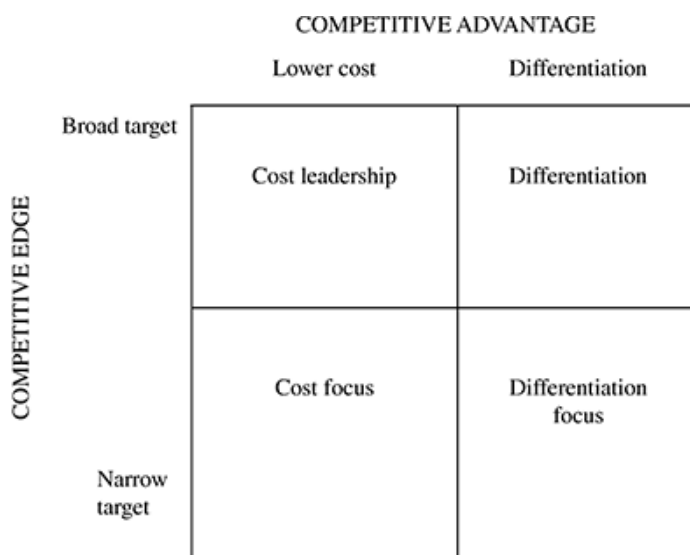 COMPETITIVE ADVANTAGE
Lower cost Differentiation
Broad target
Cost leadership Differentiation
COMPETITIVE EDGE
Cost focus Differentiation
focus
Narrow
target